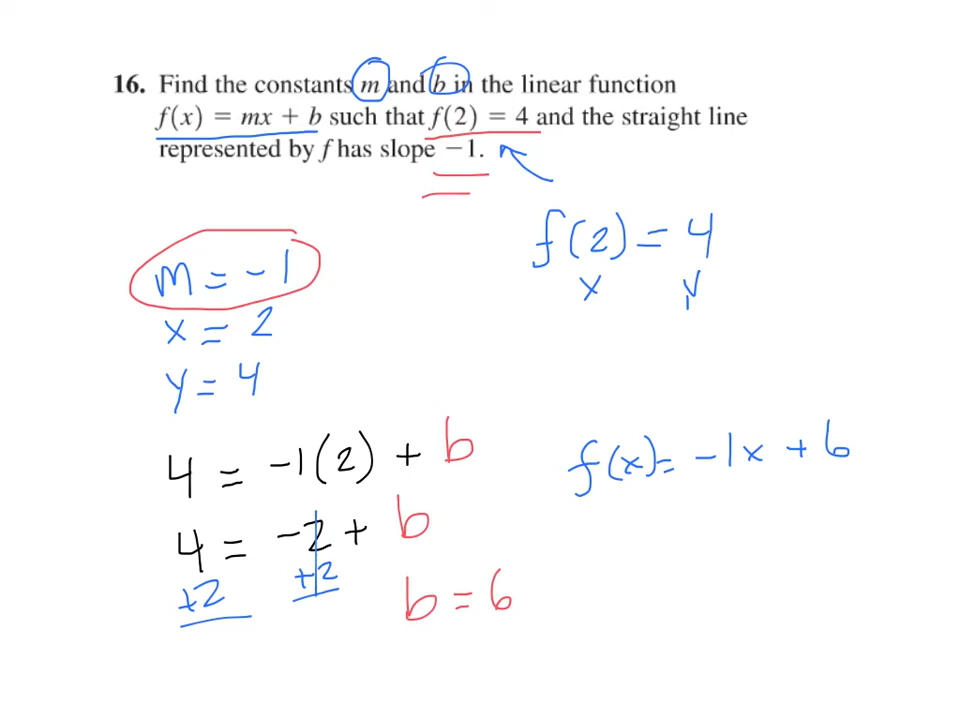 16. Find the constants m and b in the linear function
f(x) = mx + b such that f(2) = 4 and the straight line
represented by f has slope −1.
f(2) = 4
x y
m = -1
x = 2
y = 4
4 = -1(2) + b
4 = -2 + b
+2 +2
b = 6
f(x) = -1x + 6